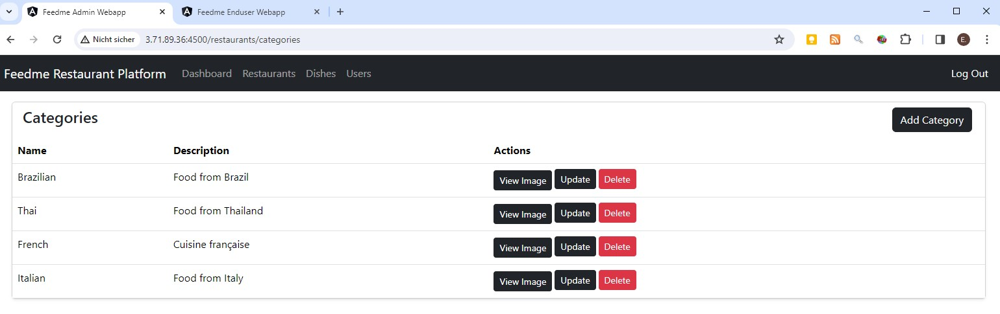 Feedme Admin Webapp
Feedme Enduser Webapp
Nicht sicher 3.71.89.36:4500/restaurants/categories
E.
Feedme Restaurant Platform Dashboard Restaurants Dishes Users Log Out
Categories Add Category
Name Description Actions
Brazilian Food from Brazil View Image Update Delete
Thai Food from Thailand View Image Update Delete
French Cuisine française View Image Update Delete
Italian Food from Italy View Image Update Delete